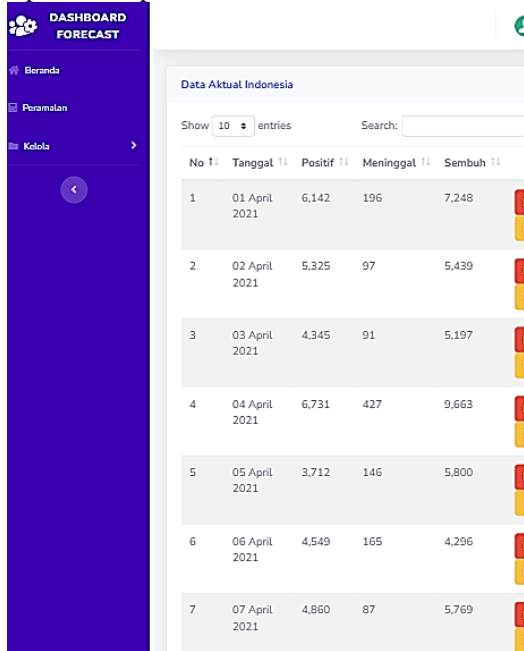 DASHBOARD
FORECAST
Beranda
Peramalan
Kelola
Data Aktual Indonesia
Show 10 entries Search:
No Tanggal Positif Meninggal Sembuh
1 01 April 2021 6,142 196 7,248
2 02 April 2021 5,325 97 5,439
3 03 April 2021 4,345 91 5,197
4 04 April 2021 6,731 427 9,663
5 05 April 2021 3,712 146 5,800
6 06 April 2021 4,549 165 4,296
7 07 April 2021 4,860 87 5,769